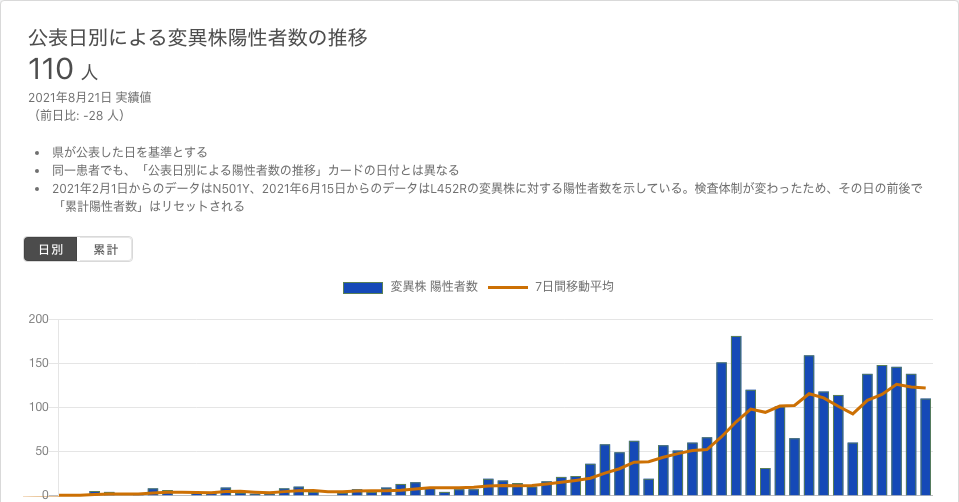 公表日別による変異株陽性者数の推移
110 人
2021年8月21日 実績値
（前日比: -28 人）
• 県が公表した日を基準とする
• 同一患者でも、「公表日別による陽性者数の推移」カードの日付とは異なる
• 2021年2月1日からのデータはN501Y、2021年6月15日からのデータはL452Rの変異株に対する陽性者数を示している。検査体制が変わったため、その日の前後で
「累計陽性者数」はリセットされる
日別 累計
変異株 陽性者数 7日間移動平均
200
150
100
50
0